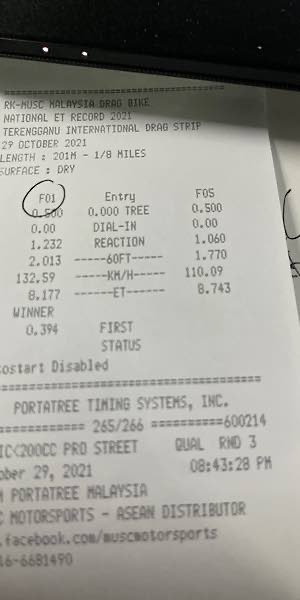 RK-MUSC MALAYSIA DRAG BIKE
NATIONAL ET RECORD 2021
TERENGGANU INTERNATIONAL DRAG STRIP
29 OCTOBER 2021
LENGTH : 201M - 1/8 MILES
SURFACE : DRY
F01 Entry F05
0.500 0.000 TREE 0.500
0.00 DIAL-IN 0.00
1.232 REACTION 1.060
2.013 -----60FT----- 1.770
132.59 -----KM/H----- 110.09
8.177 ------ET----- 8.743
WINNER
0.394 FIRST
STATUS
ostart Disabled
PORTATREE TIMING SYSTEMS, INC.
============ 265/266 ==========600214
IC<200CC PRO STREET QUAL RND 3
ober 29, 2021 08:43:28 PM
PORTATREE MALAYSIA
C MOTORSPORTS - ASEAN DISTRIBUTOR
.facebook.com/muscmotorsports
16-6681490